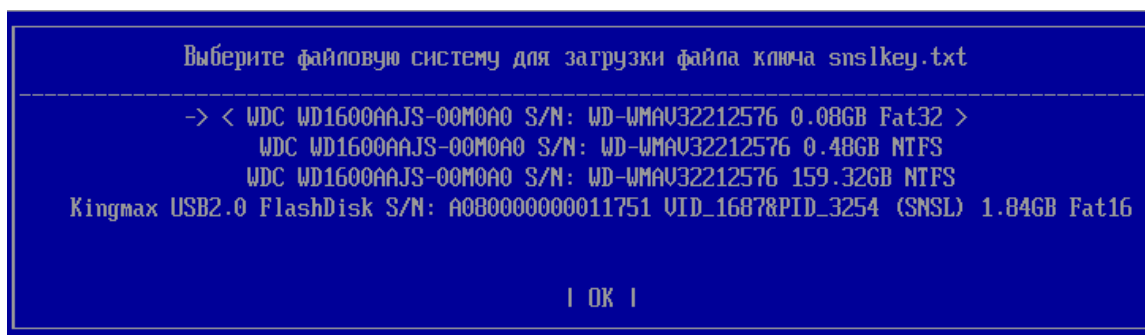 Выберите файловую систему для загрузки файла ключа snslkey.txt
-> < WDC WD1600AAJS-00M0A0 S/N: WD-WMAV32212576 0.08GB Fat32 >
WDC WD1600AAJS-00M0A0 S/N: WD-WMAV32212576 0.48GB NTFS
WDC WD1600AAJS-00M0A0 S/N: WD-WMAV32212576 159.32GB NTFS
Kingmax USB2.0 FlashDisk S/N: A080000000011751 VID_1687&PID_3254 (SNSL) 1.84GB Fat16
| OK |